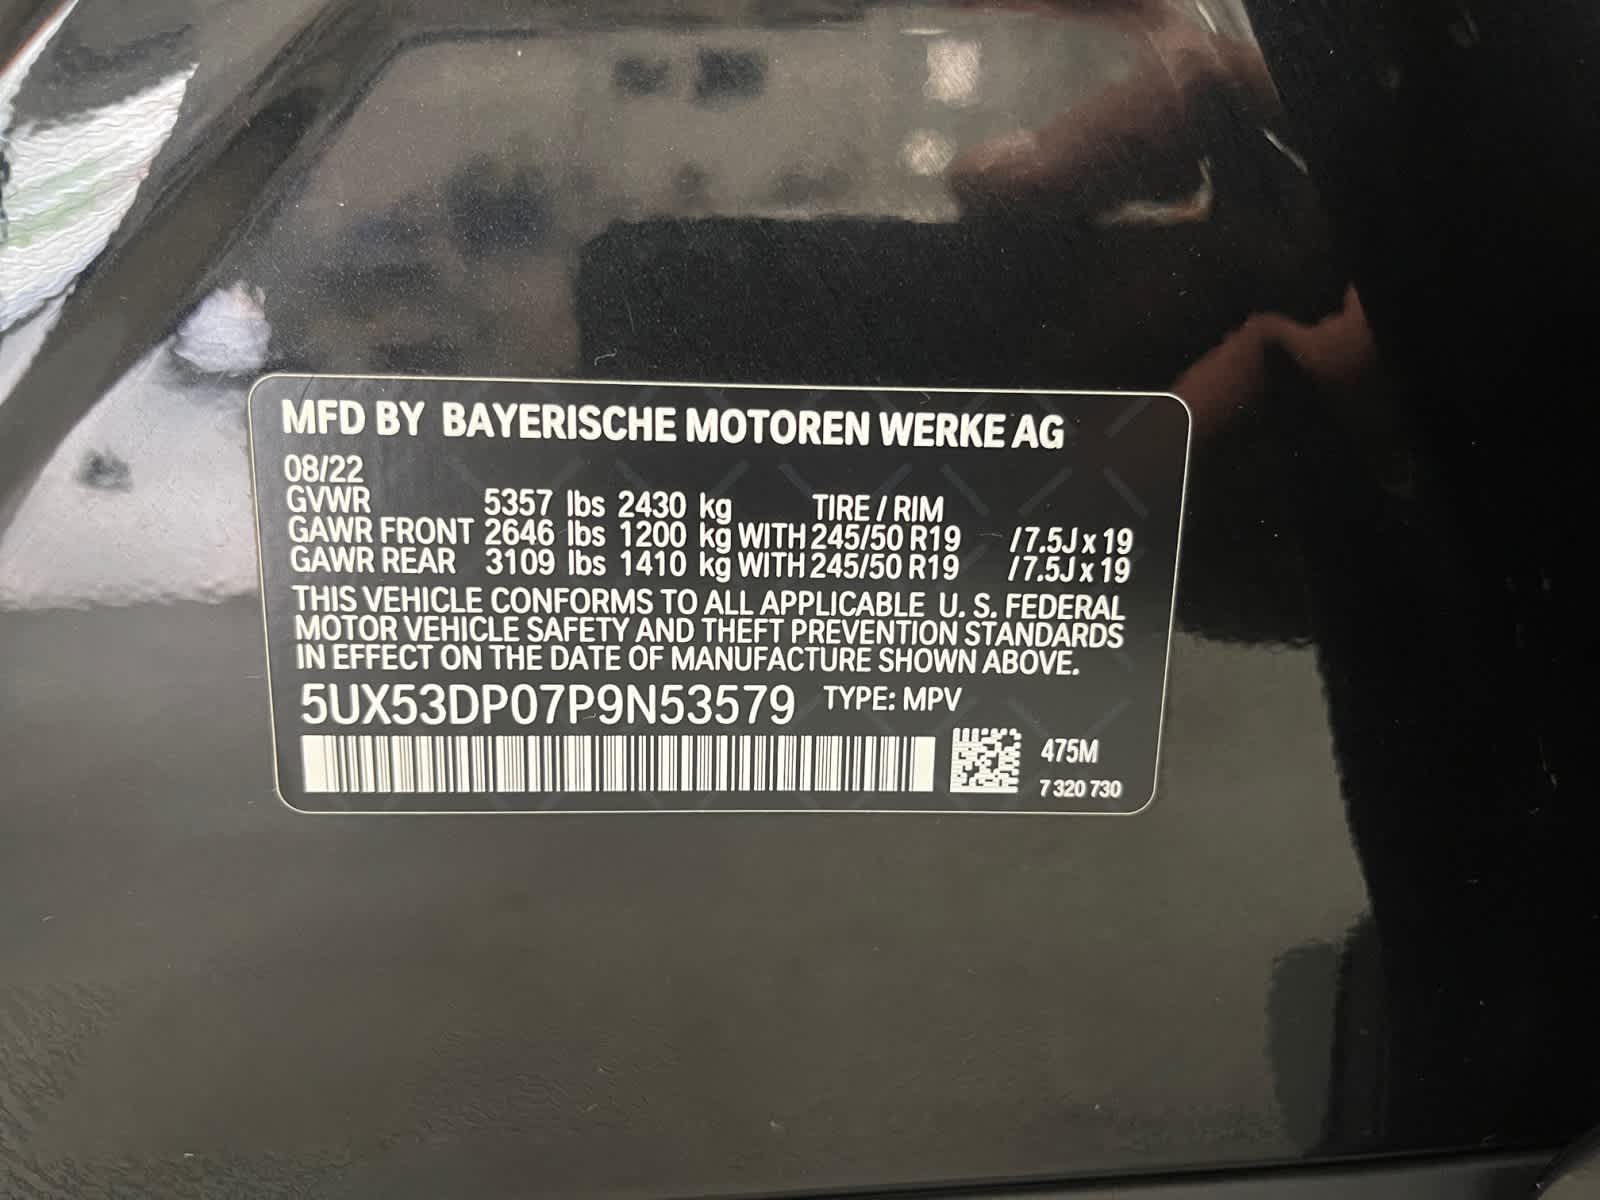 MFD BY BAYERISCHE MOTOREN WERKE AG
08/22
GVWR 5357 lbs 2430 kg TIRE / RIM
GAWR FRONT 2646 lbs 1200 kg WITH 245/50 R19 /7.5J x 19
GAWR REAR 3109 lbs 1410 kg WITH 245/50 R19 /7.5J x 19
THIS VEHICLE CONFORMS TO ALL APPLICABLE U. S. FEDERAL
MOTOR VEHICLE SAFETY AND THEFT PREVENTION STANDARDS
IN EFFECT ON THE DATE OF MANUFACTURE SHOWN ABOVE.
5UX53DP07P9N53579 TYPE: MPV
475M
7 320 730